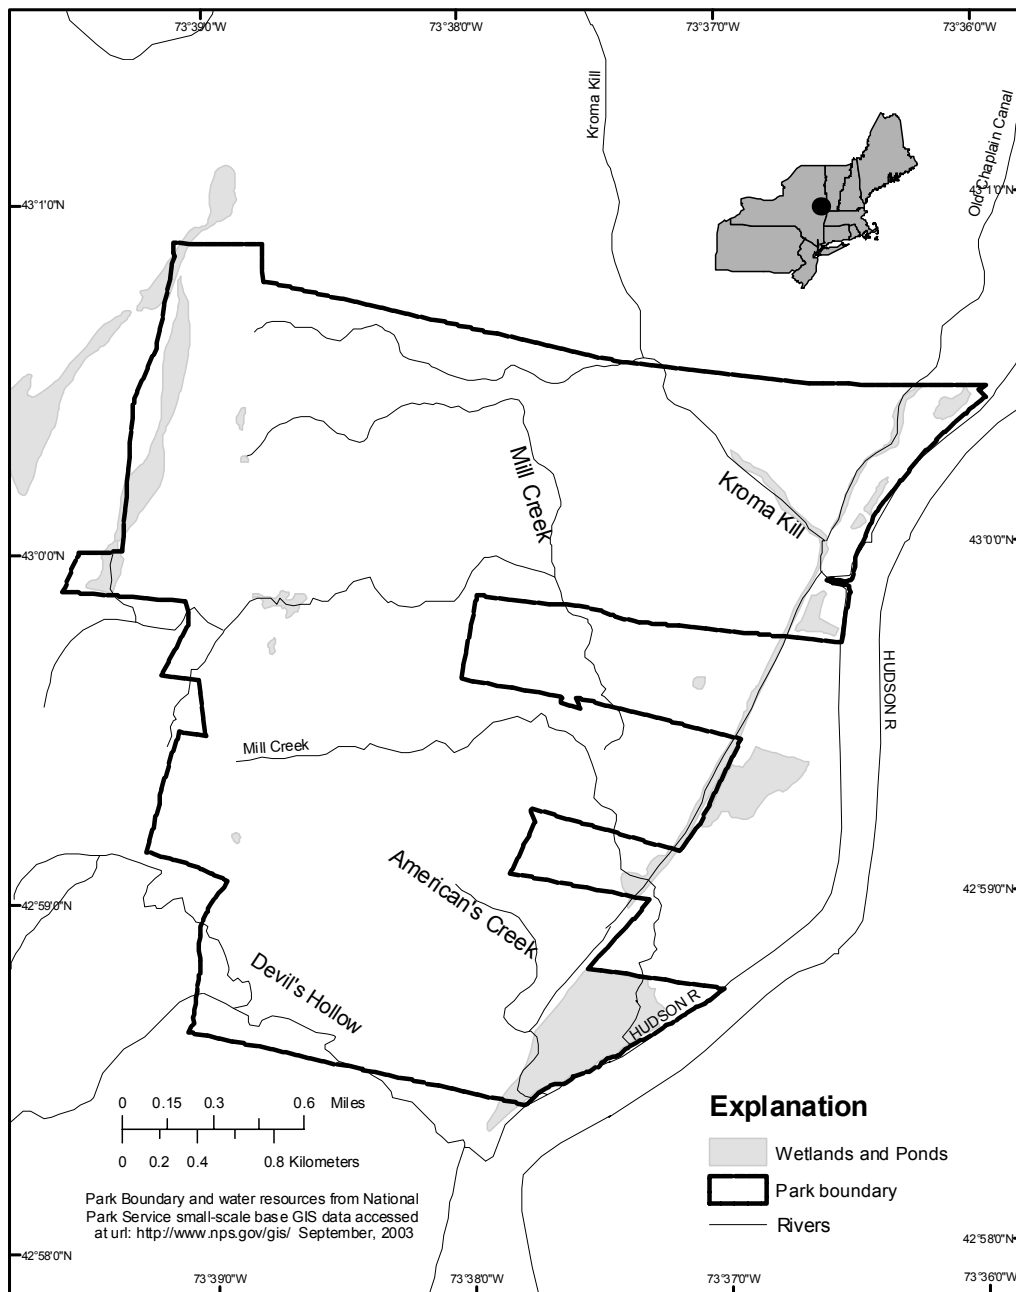 73°39'0"W
73°38'0"W
73°37'0"W
73°36'0"W
Kroma Kill
Old Chaplain Canal
43°1'0"N
43°1'0"N
Mill Creek
Kroma Kill
43°0'0"N
43°0'0"N
HUDSON R
Mill Creek
American's Creek
42°59'0"N
42°59'0"N
Devil's Hollow
HUDSON R
0 0.15 0.3 0.6 Miles
0 0.2 0.4 0.8 Kilometers
Park Boundary and water resources from National
Park Service small-scale base GIS data accessed
at url: http://www.nps.gov/gis/ September, 2003
Explanation
Wetlands and Ponds
Park boundary
Rivers
42°58'0"N
42°58'0"N
73°39'0"W
73°38'0"W
73°37'0"W
73°36'0"W